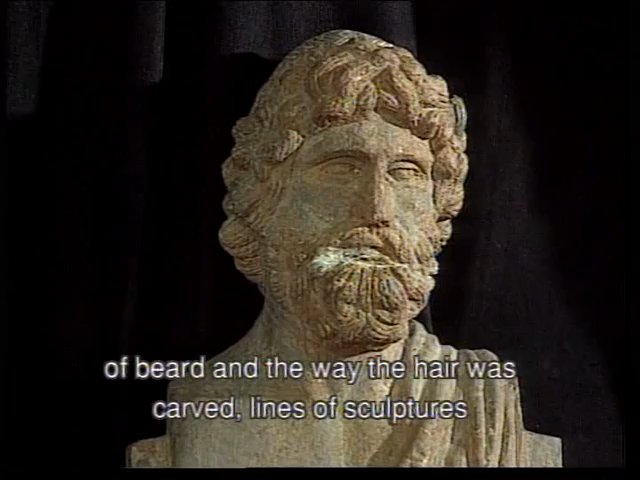 of beard and the way the hair was
carved, lines of sculptures